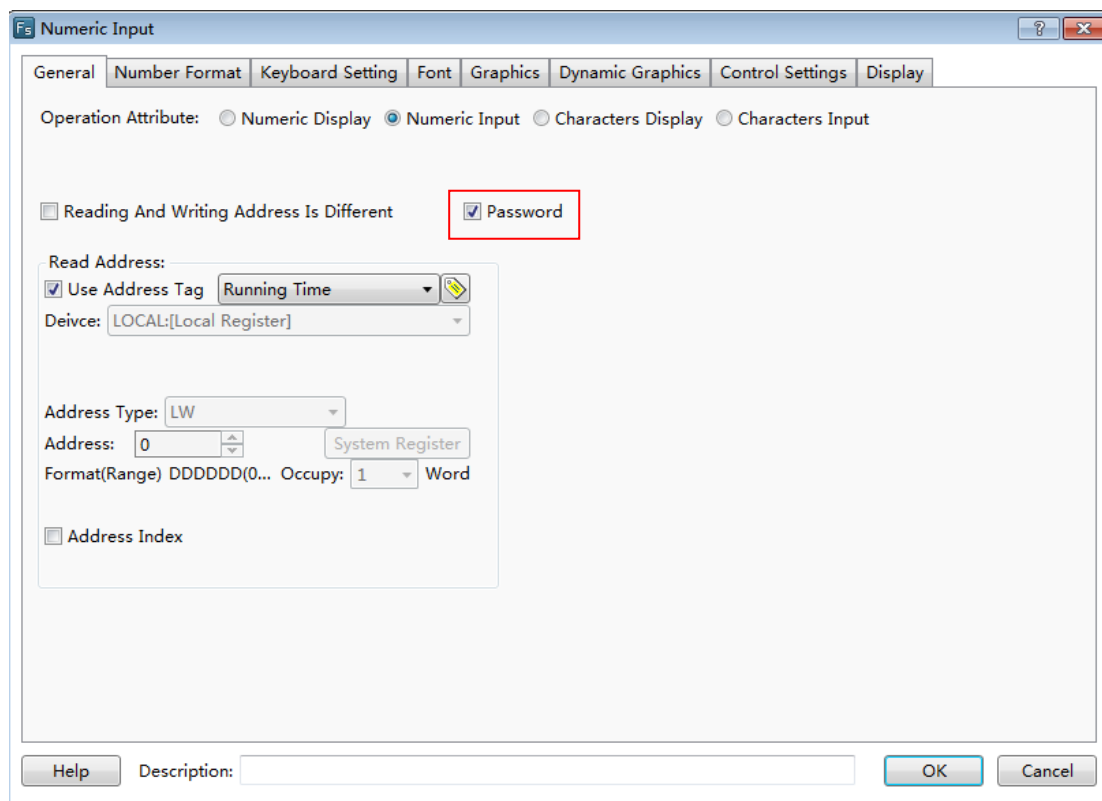 Fs Numeric Input ?
General Number Format Keyboard Setting Font Graphics Dynamic Graphics Control Settings Display
Operation Attribute: Numeric Display Numeric Input Characters Display Characters Input
Reading And Writing Address Is Different Password
Read Address:
Use Address Tag Running Time
Deivce: LOCAL:[Local Register]
Address Type: LW
Address: 0 System Register
Format(Range) DDDDDD(0... Occupy: 1 Word
Address Index
Help Description: OK Cancel